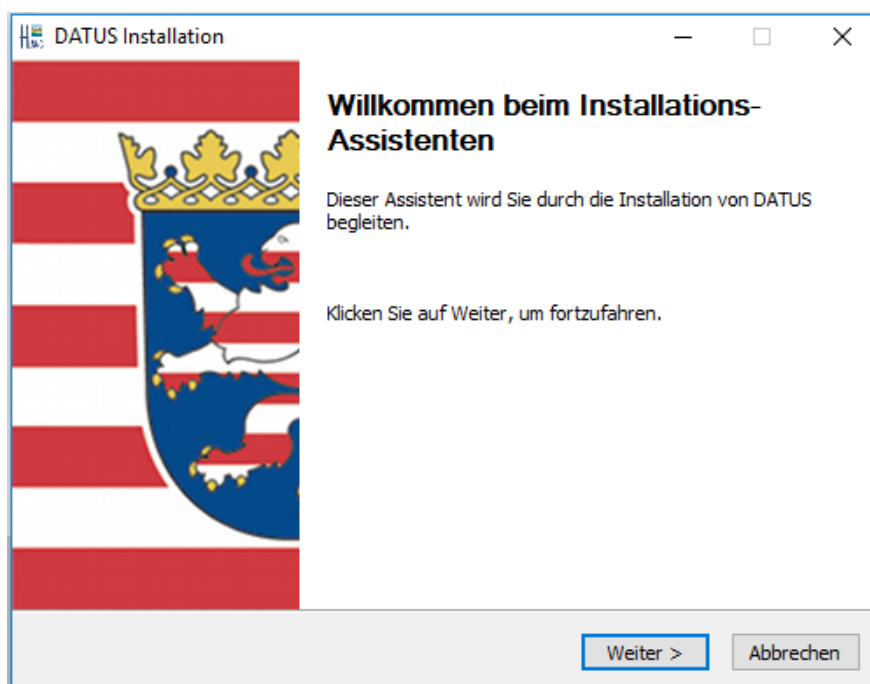 DATUS Installation
Willkommen beim Installations-
Assistenten
Dieser Assistent wird Sie durch die Installation von DATUS
begleiten.
Klicken Sie auf Weiter, um fortzufahren.
Weiter >
Abbrechen